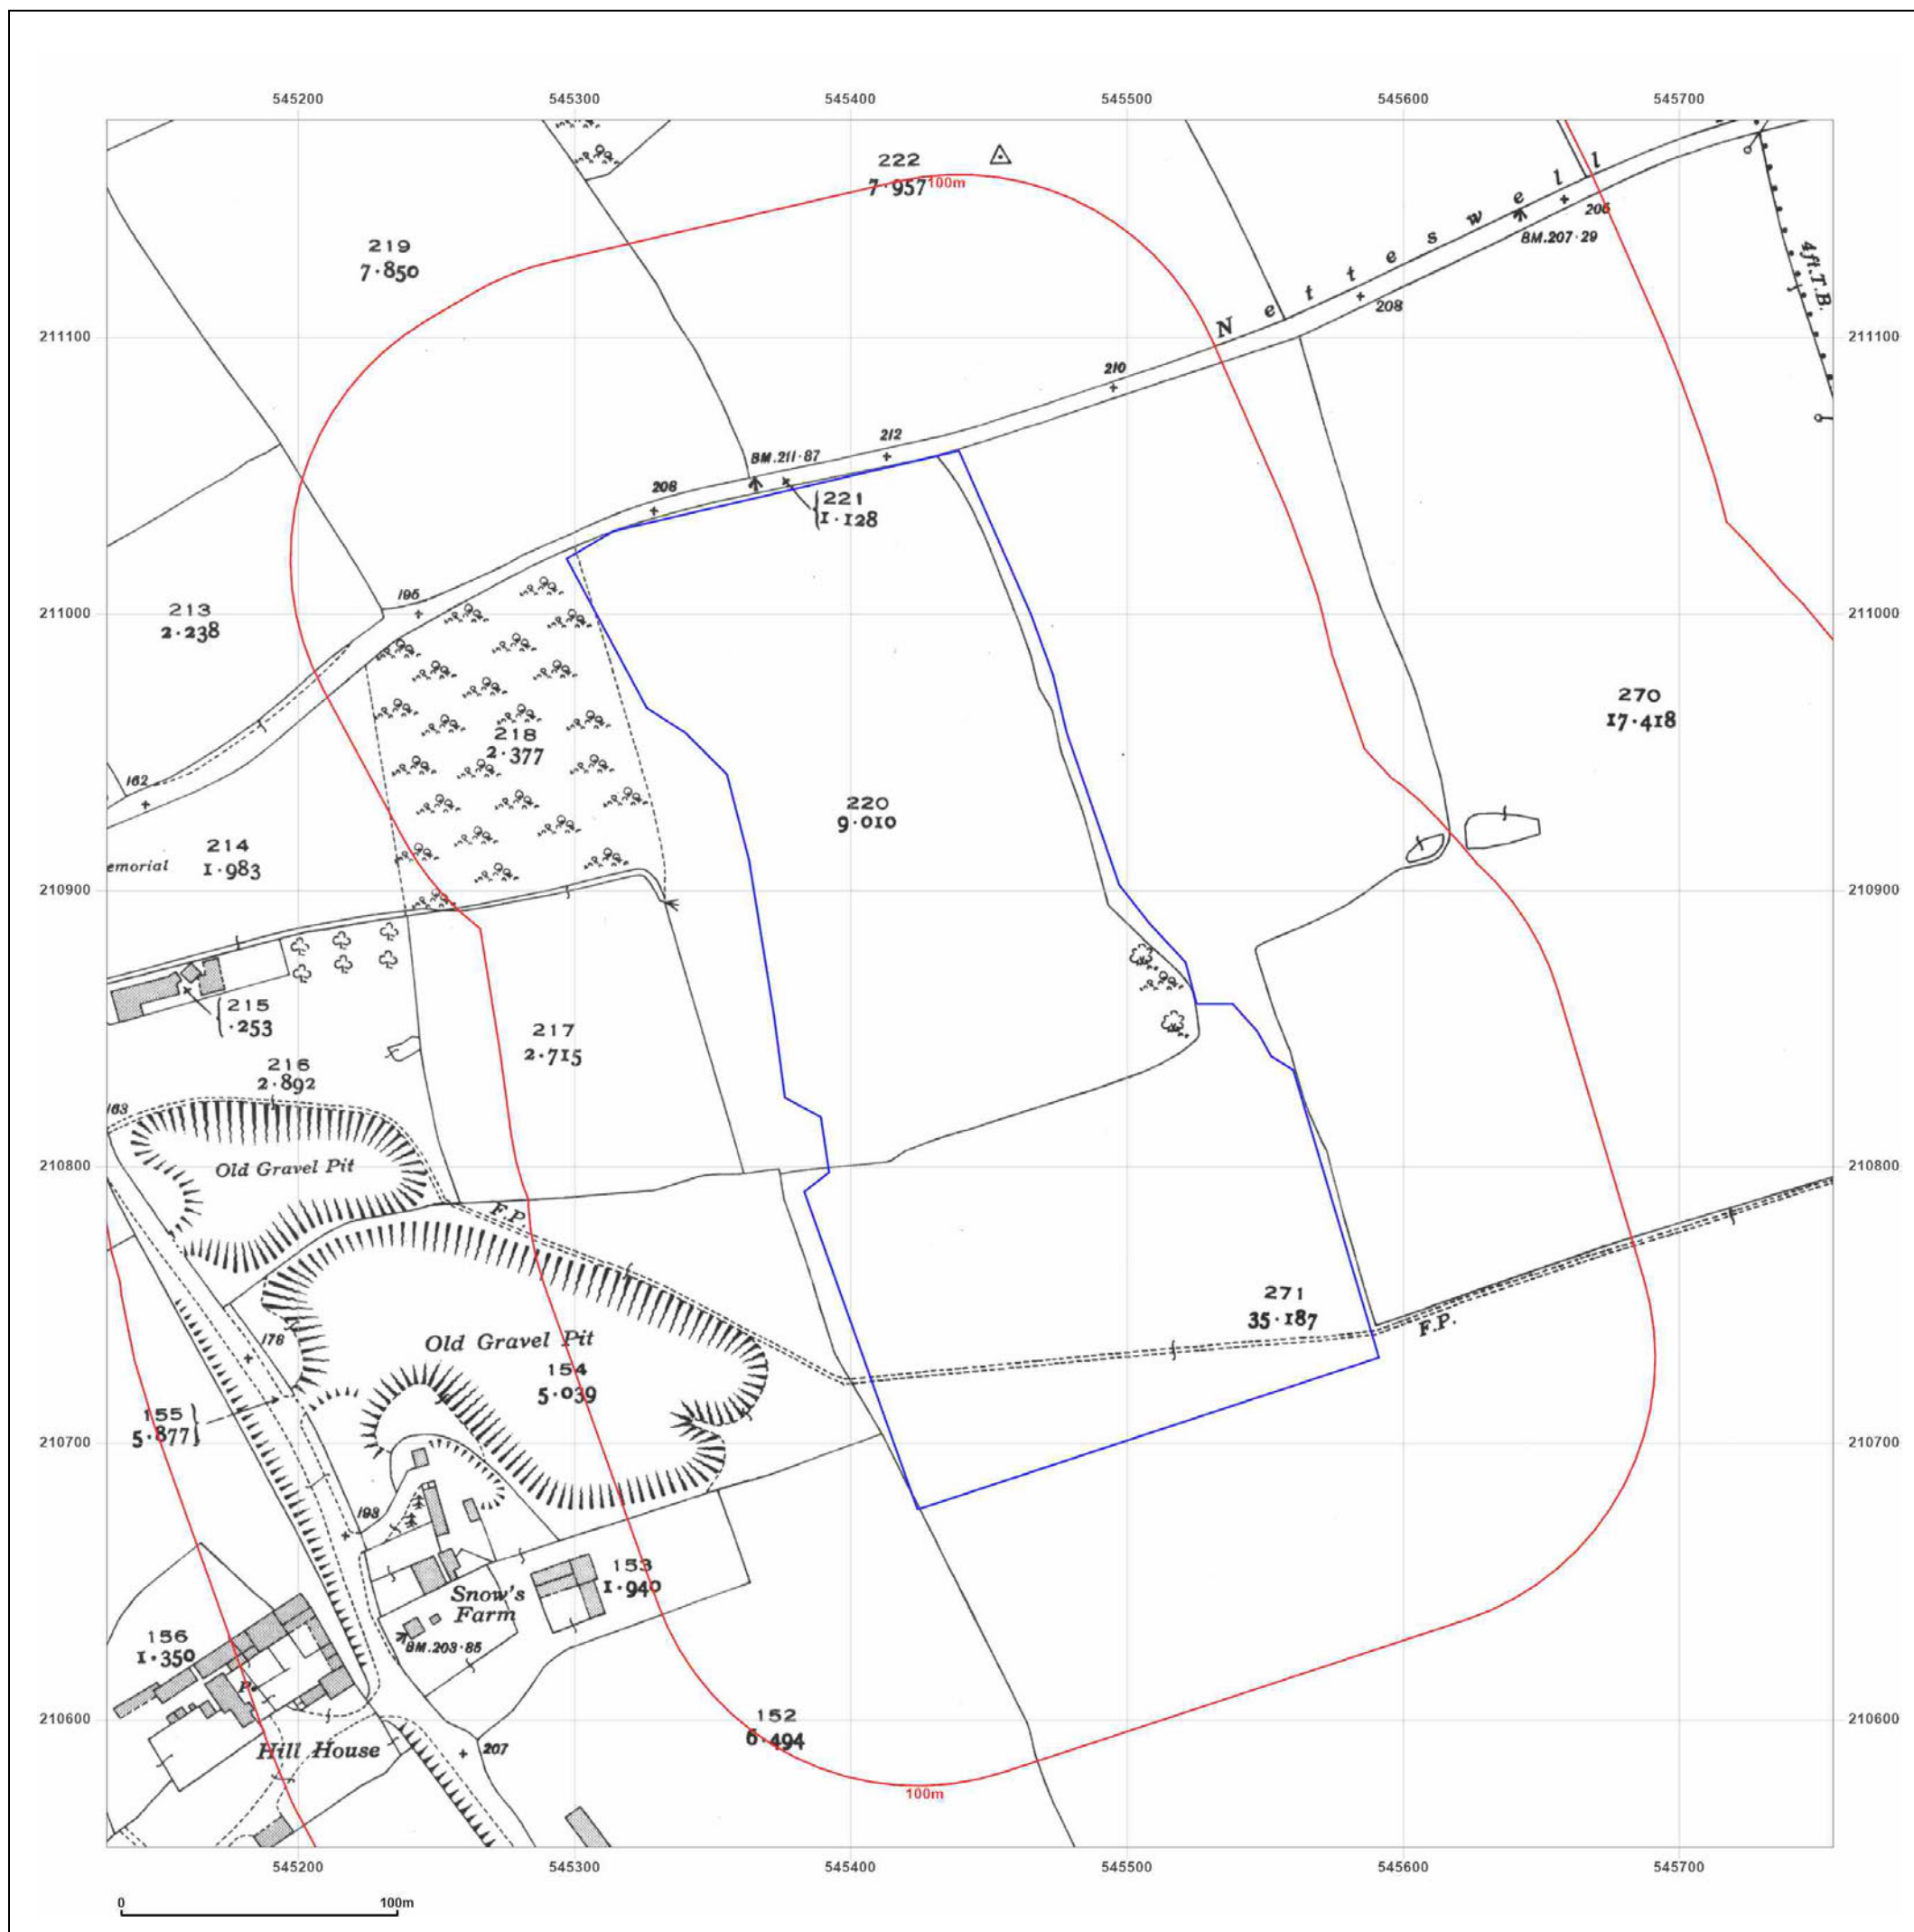 545200 545300 545400 545500 545600 545700
222
7·957
100m
219
7·850
N e t t e s w e l l
206
BM.207·29
4ft.T.B.
208
211100 211100
210
212
BM.211·87
208
221
1·128
195
211000 211000
213
2·238
218
2·377
270
17·418
162
220
9·010
214
1·983
emorial
210900 210900
215
·253
217
2·715
216
2·892
163
Old Gravel Pit
210800 210800
F.P.
271
35·187
F.P.
178
Old Gravel Pit
154
5·039
155
5·877
210700 210700
193
153
1·940
Snow's
Farm
BM.203·85
156
1·350
P.
210600 210600
152
6·494
Hill House
207
100m
545200 545300 545400 545500 545600 545700
0 100m